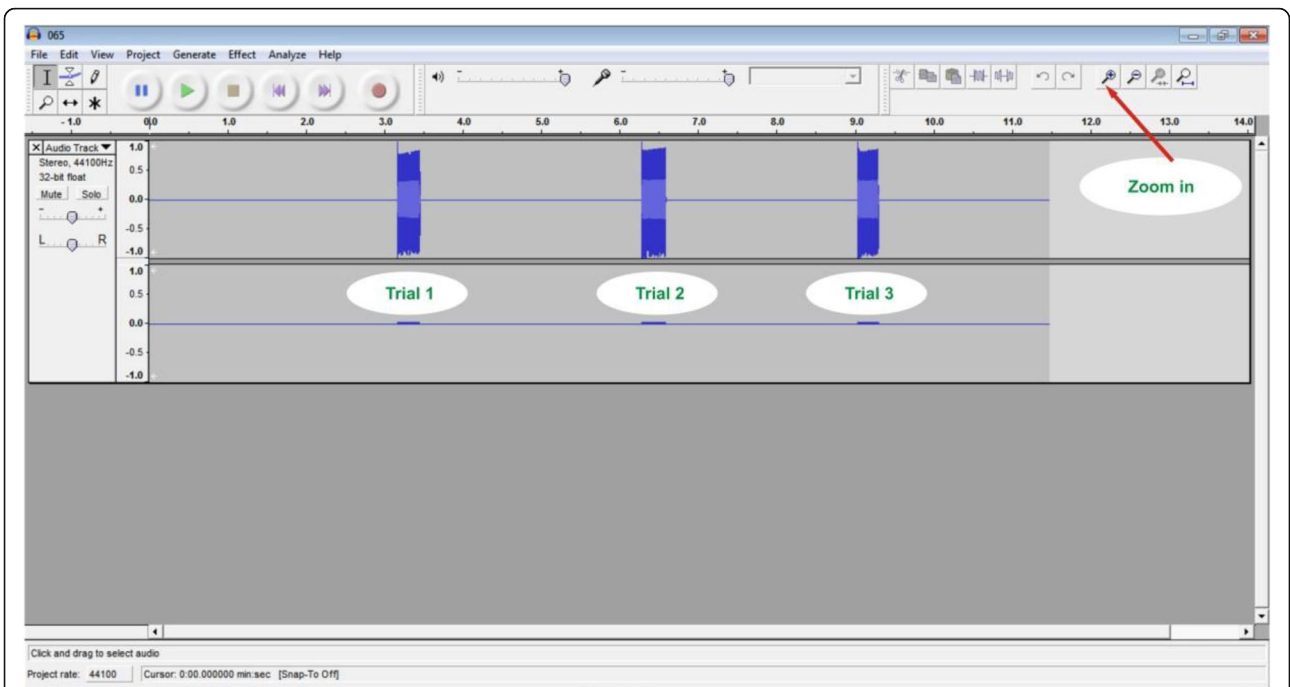 065
File Edit View Project Generate Effect Analyze Help
- 1.0 0.0 1.0 2.0 3.0 4.0 5.0 6.0 7.0 8.0 9.0 10.0 11.0 12.0 13.0 14.0
X Audio Track
Stereo, 44100Hz
32-bit float
Mute Solo
- +
L R
1.0
0.5
0.0
-0.5
-1.0
1.0
0.5
0.0
-0.5
-1.0
Zoom in
Trial 1 Trial 2 Trial 3
Click and drag to select audio
Project rate: 44100 Cursor: 0:00.000000 min:sec [Snap-To Off]